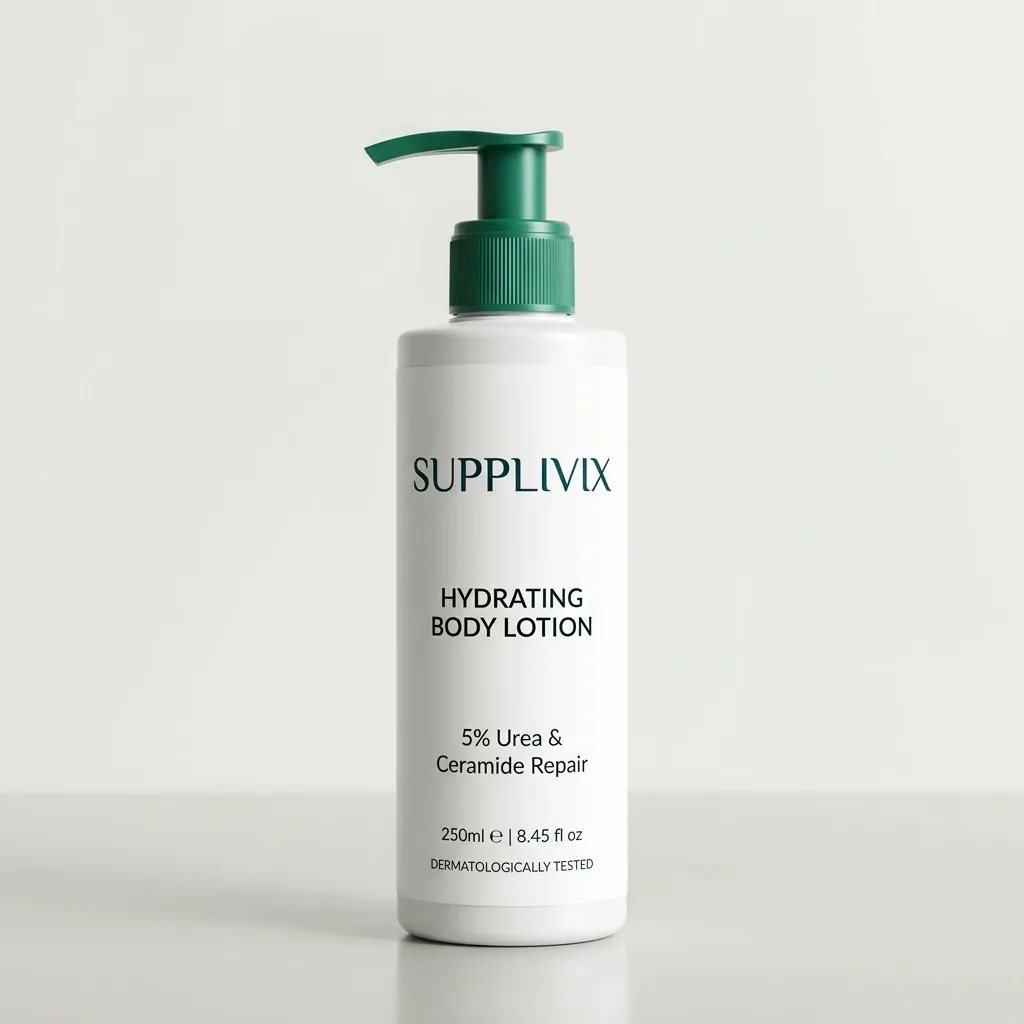 SUPPLIVIX
HYDRATING
BODY LOTION
5% Urea &
Ceramide Repair
250ml ℮ | 8.45 fl oz
DERMATOLOGICALLY TESTED